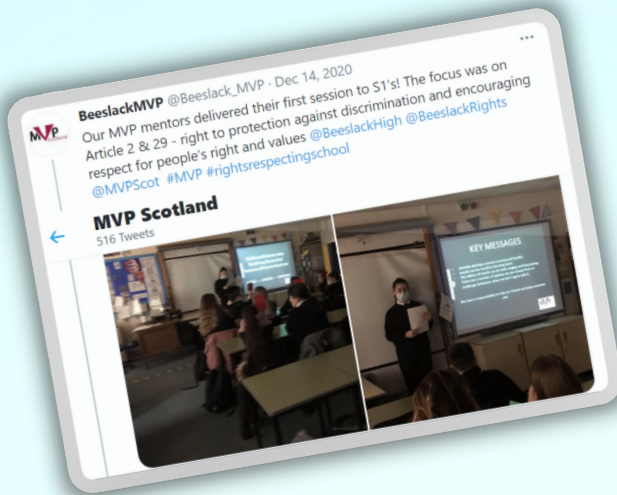 BeeslackMVP @Beeslack_MVP · Dec 14, 2020
Our MVP mentors delivered their first session to S1's! The focus was on
Article 2 & 29 - right to protection against discrimination and encouraging
respect for people's right and values @BeeslackHigh @BeeslackRights
@MVPScot #MVP #rightsrespectingschool
MVP
MVP Scotland
516 Tweets
KEY MESSAGES